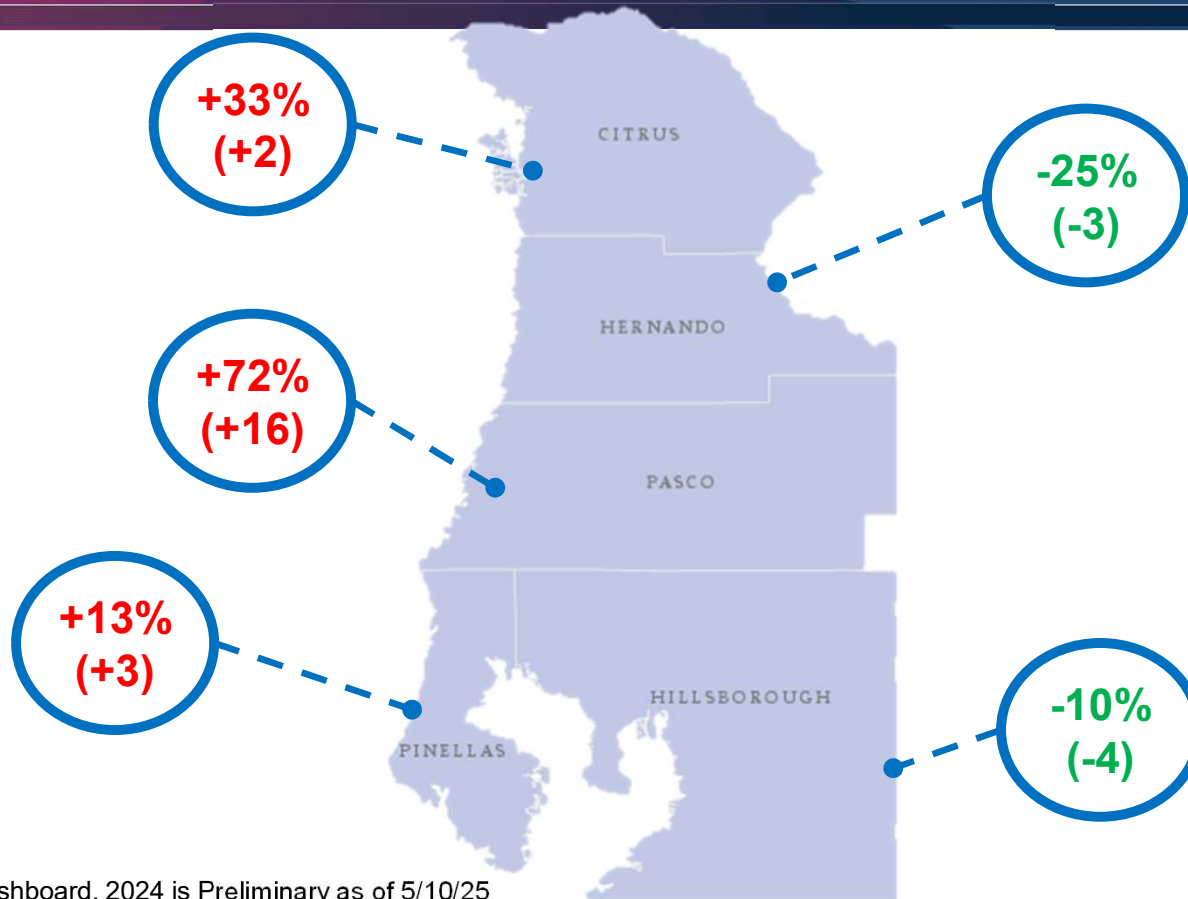 +33%
(+2)
CITRUS
-25%
(-3)
HERNANDO
+72%
(+16)
PASCO
+13%
(+3)
HILLSBOROUGH
-10%
(-4)
PINELLAS
shboard. 2024 is Preliminary as of 5/10/25